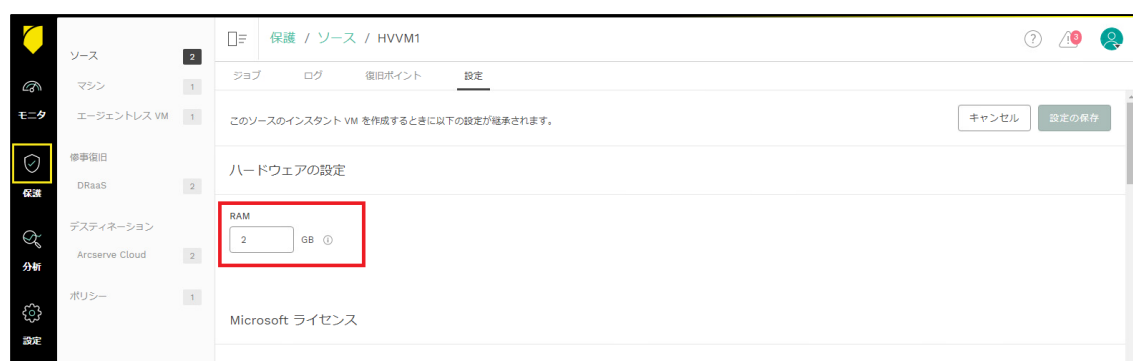 保護 / ソース / HVVM1
3
ソース 2
マシン 1
エージェントレス VM 1
惨事復旧
DRaaS 2
デスティネーション
Arcserve Cloud 2
ポリシー 1
モニタ
保護
分析
設定
ジョブ ログ 復旧ポイント 設定
このソースのインスタント VM を作成するときに以下の設定が継承されます。
キャンセル 設定の保存
ハードウェアの設定
RAM
2 GB
Microsoft ライセンス